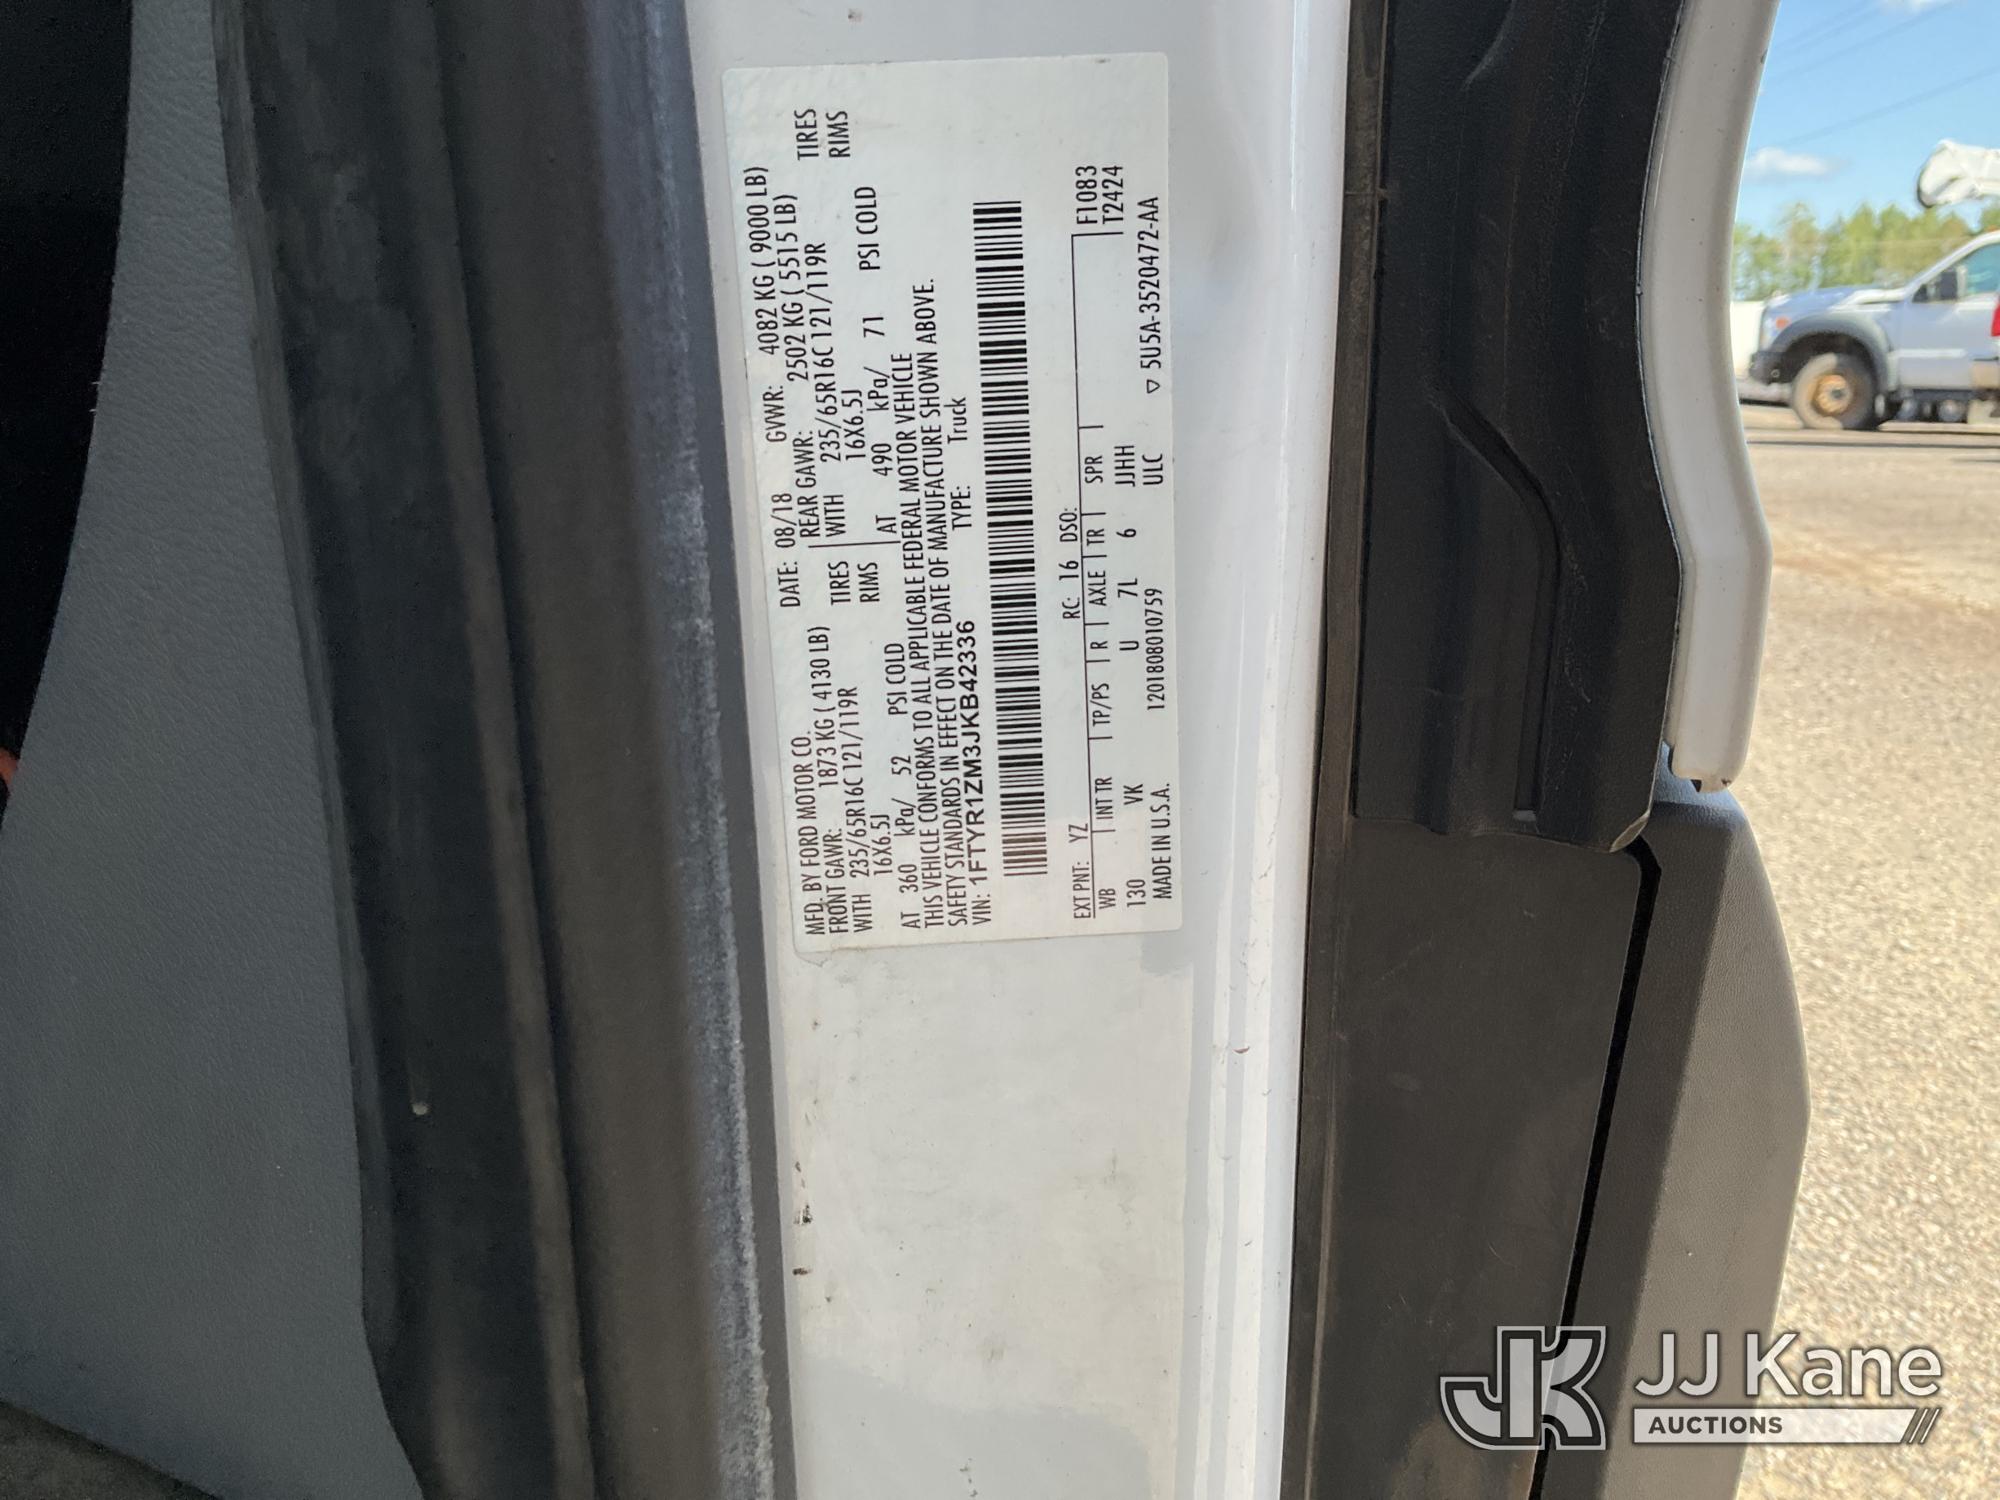 MFD. BY FORD MOTOR CO. DATE: 08/18 GVWR: 4082 KG ( 9000 LB)
FRONT GAWR: 1873 KG ( 4130 LB) REAR GAWR: 2502 KG ( 5515 LB)
WITH 235/65R16C 121/119R TIRES WITH 235/65R16C 121/119R TIRES
16X6.5J RIMS 16X6.5J RIMS
AT 360 kPa/ 52 PSI COLD AT 490 kPa/ 71 PSI COLD
THIS VEHICLE CONFORMS TO ALL APPLICABLE FEDERAL MOTOR VEHICLE
SAFETY STANDARDS IN EFFECT ON THE DATE OF MANUFACTURE SHOWN ABOVE.
VIN: 1FTYR1ZM3JKB42336 TYPE: Truck
EXT PNT: YZ RC: 16 DSO: F1083
WB INT TR TP/PS R AXLE TR SPR T2424
130 VK U 7L 6 JJHH
MADE IN U.S.A. 120180801075​9 ULC ▽ 5U5A-3520472-AA
JK JJ Kane
AUCTIONS